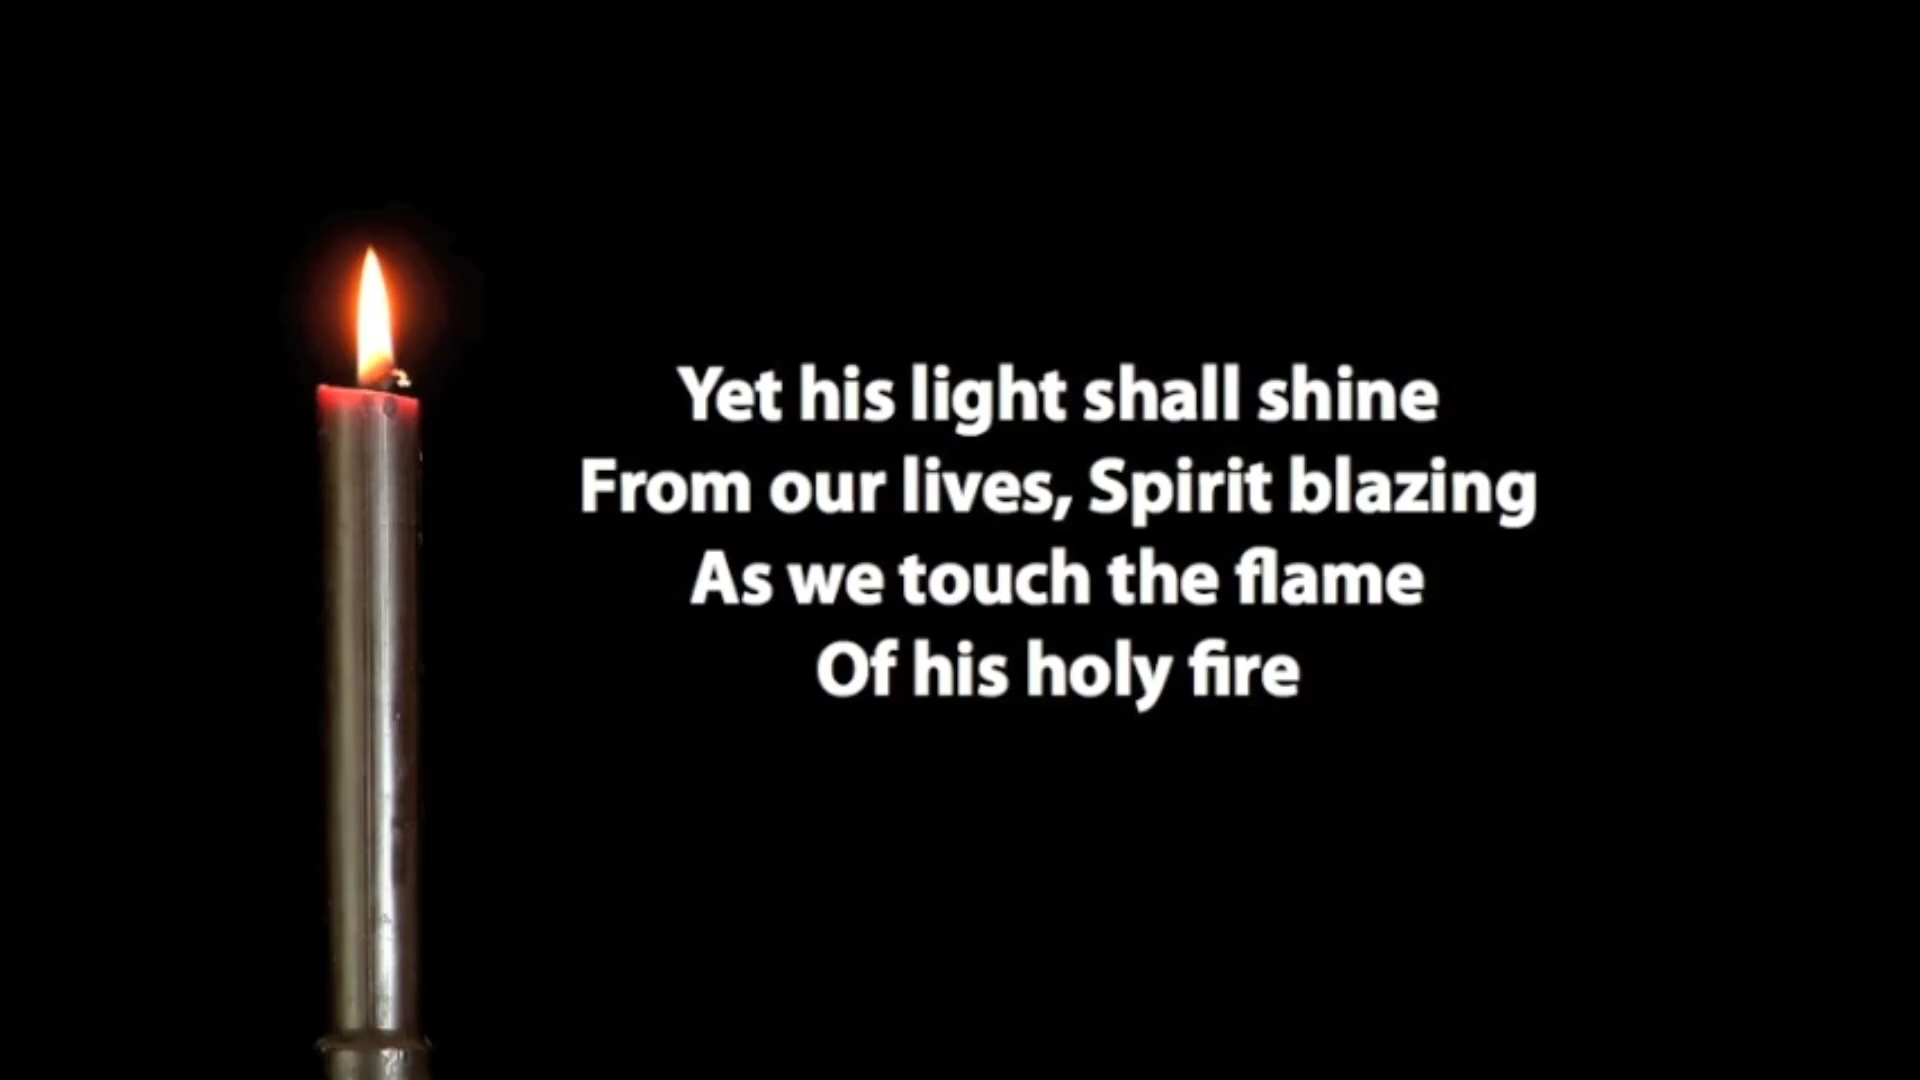 Yet his light shall shine
From our lives, Spirit blazing
As we touch the flame
Of his holy fire